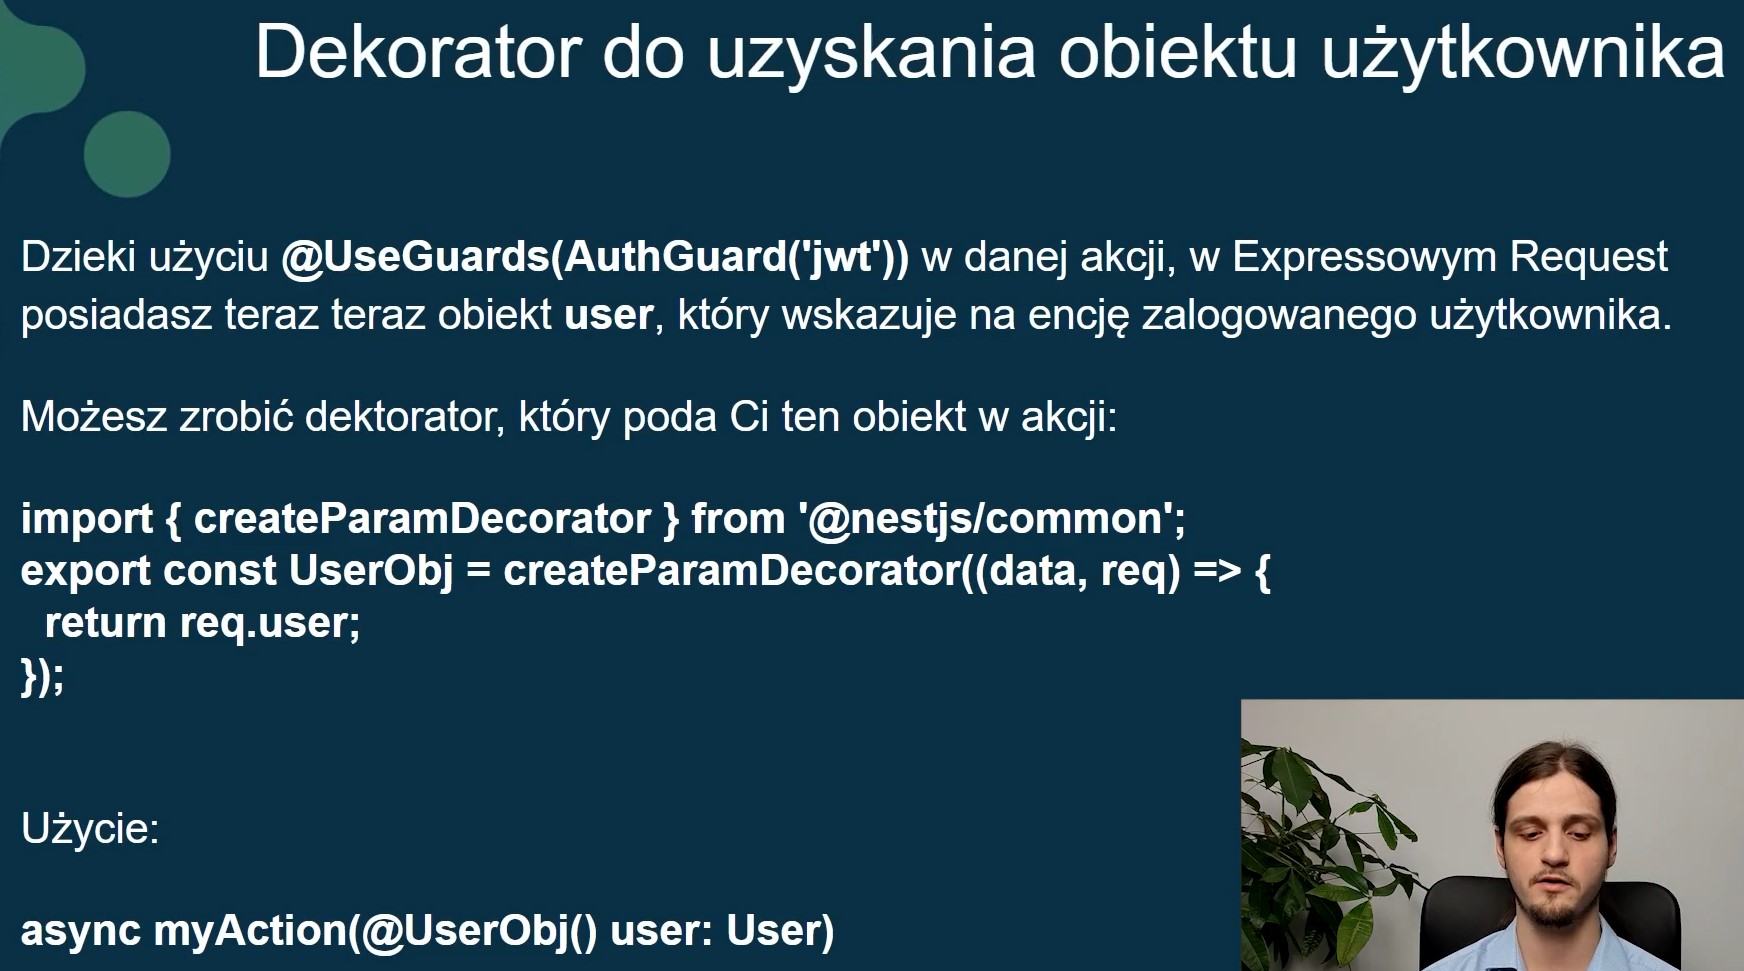 Dekorator do uzyskania obiektu użytkownika
Dzieki użyciu @UseGuards(AuthGuard('jwt')) w danej akcji, w Expressowym Request
posiadasz teraz teraz obiekt user, który wskazuje na encję zalogowanego użytkownika.
Możesz zrobić dektorator, który poda Ci ten obiekt w akcji:
import { createParamDecorator } from '@nestjs/common';
export const UserObj = createParamDecorator((data, req) => {
  return req.user;
});
Użycie:
async myAction(@UserObj() user: User)